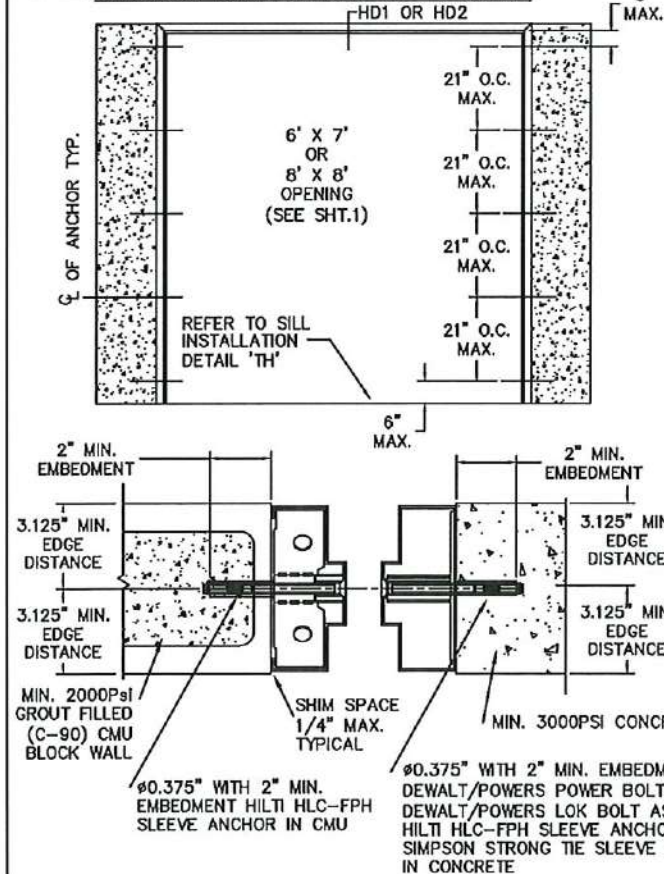 HD1 OR HD2
MAX.
21" O.C.
MAX.
21" O.C.
MAX.
21" O.C.
MAX.
21" O.C.
MAX.
6' X 7'
OR
8' X 8'
OPENING
(SEE SHT.1)
℄ OF ANCHOR TYP.
REFER TO SILL
INSTALLATION
DETAIL 'TH'
6"
MAX.
2" MIN.
EMBEDMENT
2" MIN.
EMBEDMENT
3.125" MIN.
EDGE
DISTANCE
3.125" MIN.
EDGE
DISTANCE
3.125" MIN
EDGE
DISTANCE
3.125" MIN
EDGE
DISTANCE
MIN. 2000Psi
GROUT FILLED
(C-90) CMU
BLOCK WALL
SHIM SPACE
1/4" MAX.
TYPICAL
MIN. 3000PSI CONCR
ø0.375" WITH 2" MIN.
EMBEDMENT HILTI HLC-FPH
SLEEVE ANCHOR IN CMU
ø0.375" WITH 2" MIN. EMBEDM
DEWALT/POWERS POWER BOLT
DEWALT/POWERS LOK BOLT AS
HILTI HLC-FPH SLEEVE ANCHO
SIMPSON STRONG TIE SLEEVE
IN CONCRETE